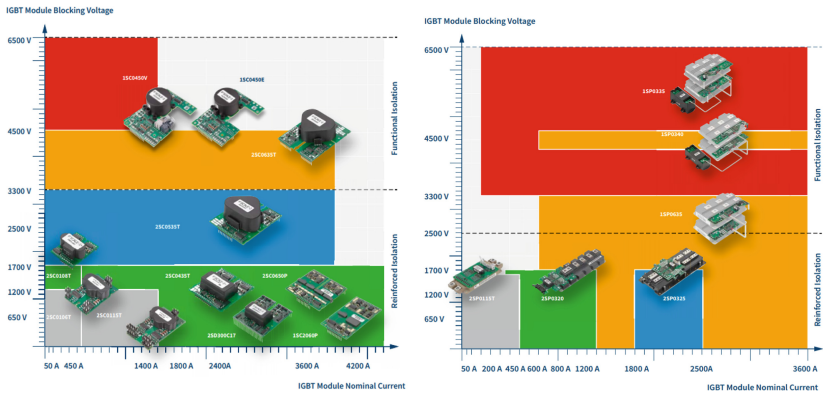 IGBT Module Blocking Voltage
6500 V
4500 V
3300 V
2500 V
1700 V
1200 V
650 V
1SC0450V
1SC0450E
2SC0635T
2SC0535T
2SC0108T
2SC0435T
2SC0650P
2SC0106T
2SC0115T
2SD300C17
1SC2060P
Functional Isolation
Reinforced Isolation
50 A
450 A
1400 A
1800 A
2400A
3600 A
4200 A
IGBT Module Nominal Current
IGBT Module Blocking Voltage
6500 V
4500 V
3300 V
2500 V
1700 V
1200 V
650 V
1SP0335
1SP0340
1SP0635
2SP0115T
2SP0320
2SP0325
Functional Isolation
Reinforced Isolation
50 A
200 A
450 A
600 A
800 A
1200 A
1800 A
2500A
3600 A
IGBT Module Nominal Current